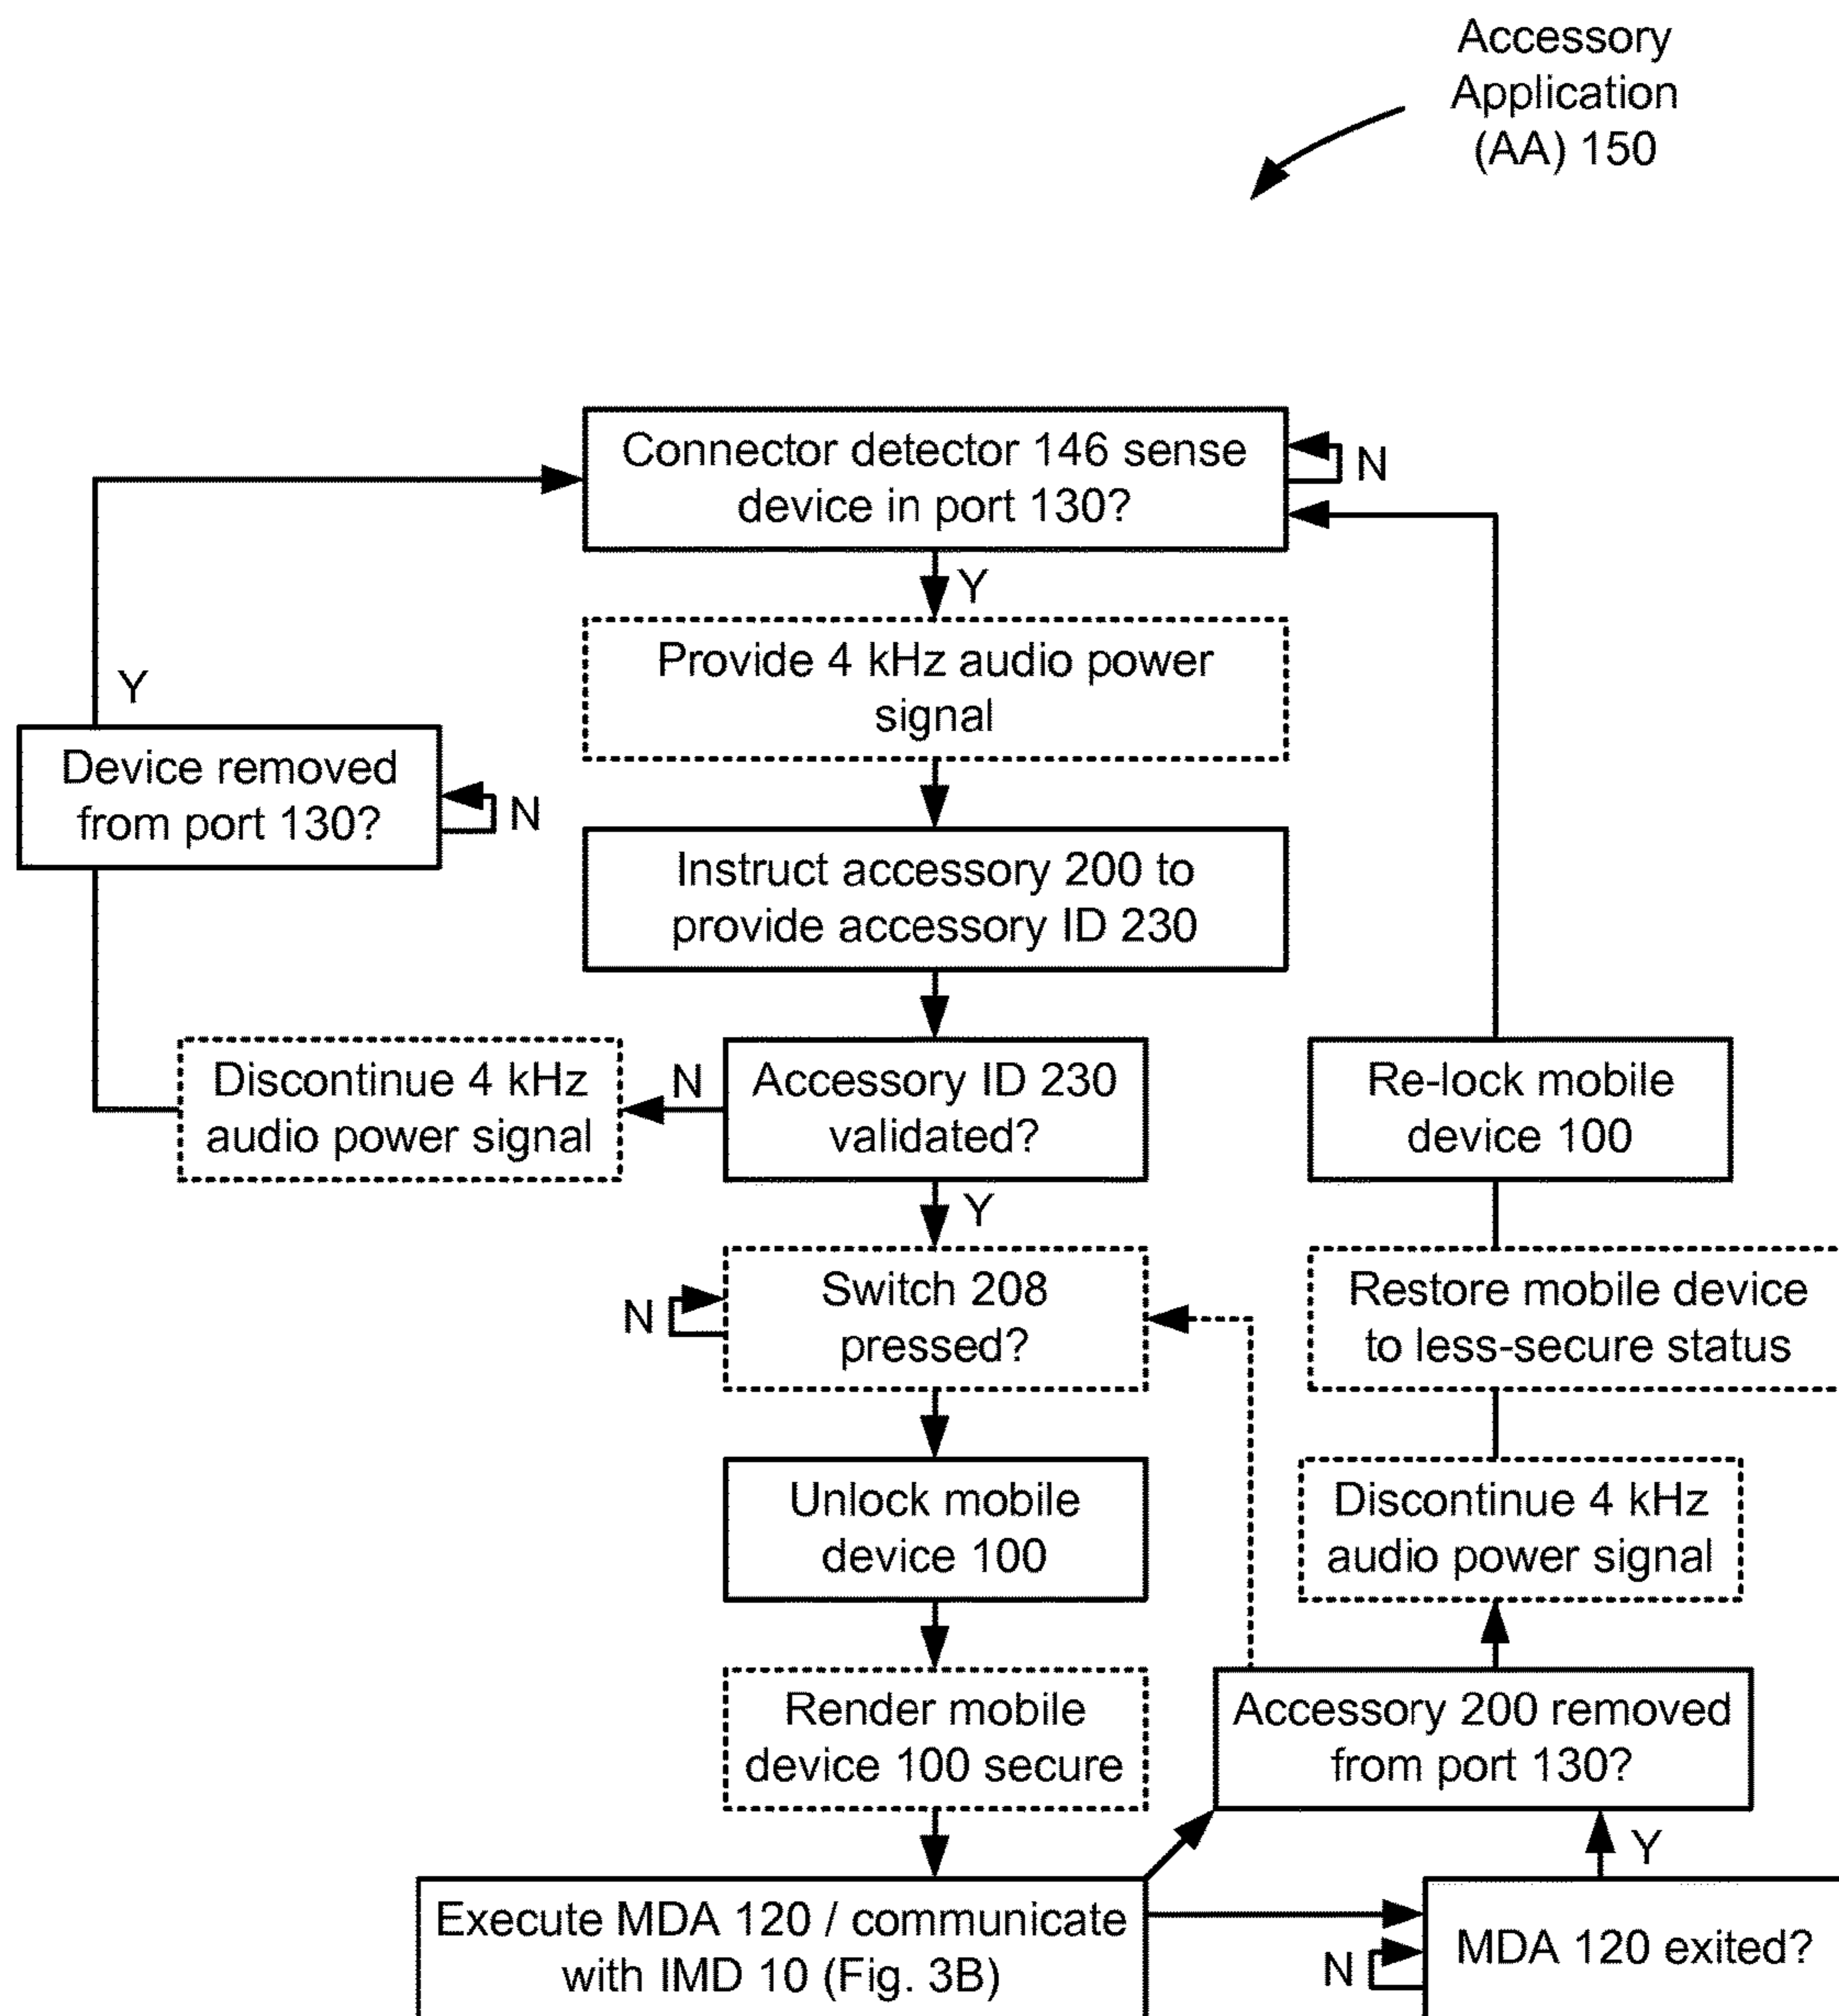 Accessory
Application
(AA) 150
Connector detector 146 sense
device in port 130?
N
Y
Provide 4 kHz audio power
signal
Y
Device removed
from port 130?
N
Instruct accessory 200 to
provide accessory ID 230
Discontinue 4 kHz
audio power signal
N
Accessory ID 230
validated?
Re-lock mobile
device 100
Y
N
Switch 208
pressed?
Restore mobile device
to less-secure status
Unlock mobile
device 100
Discontinue 4 kHz
audio power signal
Render mobile
device 100 secure
Accessory 200 removed
from port 130?
Y
Execute MDA 120 / communicate
with IMD 10 (Fig. 3B)
N
MDA 120 exited?